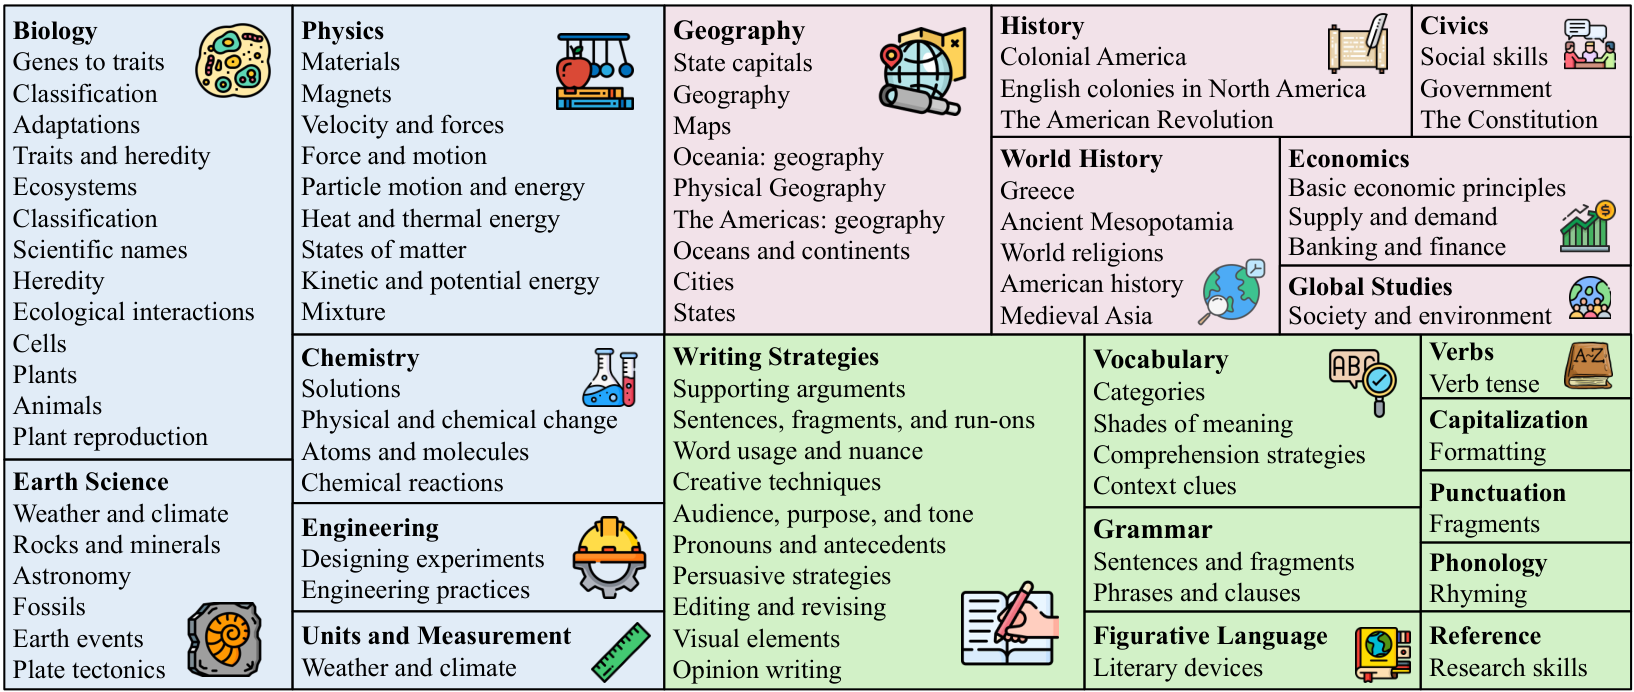 Biology
Genes to traits
Classification
Adaptations
Traits and heredity
Ecosystems
Classification
Scientific names
Heredity
Ecological interactions
Cells
Plants
Animals
Plant reproduction
Earth Science
Weather and climate
Rocks and minerals
Astronomy
Fossils
Earth events
Plate tectonics
Physics
Materials
Magnets
Velocity and forces
Force and motion
Particle motion and energy
Heat and thermal energy
States of matter
Kinetic and potential energy
Mixture
Chemistry
Solutions
Physical and chemical change
Atoms and molecules
Chemical reactions
Engineering
Designing experiments
Engineering practices
Units and Measurement
Weather and climate
Geography
State capitals
Geography
Maps
Oceania: geography
Physical Geography
The Americas: geography
Oceans and continents
Cities
States
History
Colonial America
English colonies in North America
The American Revolution
Civics
Social skills
Government
The Constitution
World History
Greece
Ancient Mesopotamia
World religions
American history
Medieval Asia
Economics
Basic economic principles
Supply and demand
Banking and finance
$
Global Studies
Society and environment
Writing Strategies
Supporting arguments
Sentences, fragments, and run-ons
Word usage and nuance
Creative techniques
Audience, purpose, and tone
Pronouns and antecedents
Persuasive strategies
Editing and revising
Visual elements
Opinion writing
Vocabulary
ABC
Categories
Shades of meaning
Comprehension strategies
Context clues
Grammar
Sentences and fragments
Phrases and clauses
Figurative Language
Literary devices
Verbs
A-Z
Verb tense
Capitalization
Formatting
Punctuation
Fragments
Phonology
Rhyming
Reference
Research skills